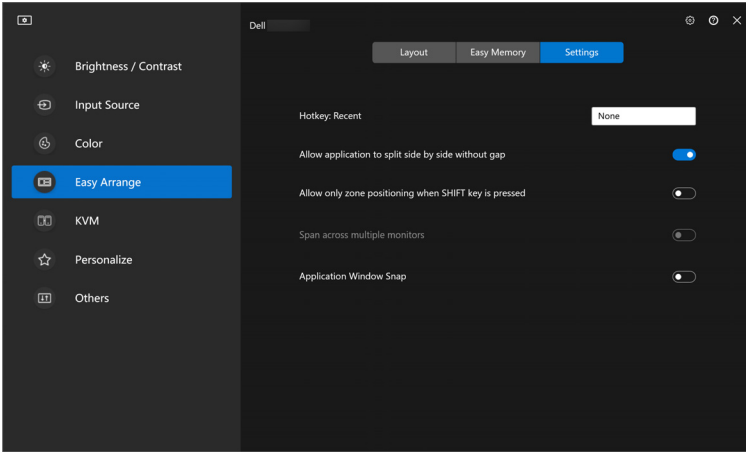 Dell
Layout
Easy Memory
Settings
Brightness / Contrast
Input Source
Color
Easy Arrange
KVM
Personalize
Others
Hotkey: Recent
None
Allow application to split side by side without gap
Allow only zone positioning when SHIFT key is pressed
Span across multiple monitors
Application Window Snap